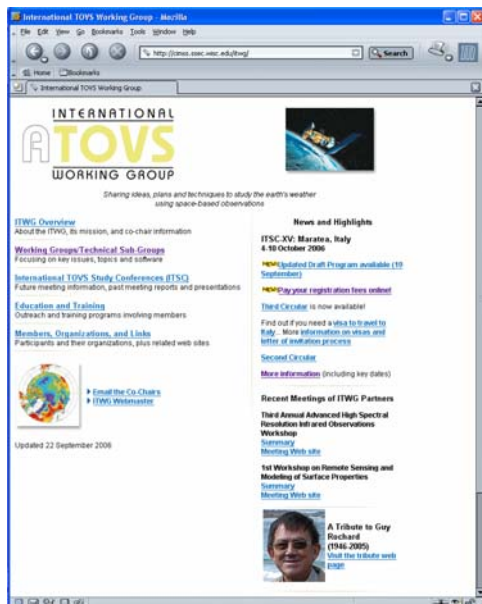 International TOVS Working Group - Mozilla
File Edit View Go Bookmarks Tools Window Help
http://cimss.ssec.wisc.edu/itwg/
Search
Home Bookmarks
International TOVS Working Group
INTERNATIONAL
ATOVS
WORKING GROUP
Sharing ideas, plans and techniques to study the earth's weather
using space-based observations
ITWG Overview
About the ITWG, its mission, and co-chair information
Working Groups/Technical Sub-Groups
Focusing on key issues, topics and software
International TOVS Study Conferences (ITSC)
Future meeting information, past meeting reports and presentations
Education and Training
Outreach and training programs involving members
Members, Organizations, and Links
Participants and their organizations, plus related web sites
Email the Co-Chairs
ITWG Webmaster
Updated 22 September 2006
News and Highlights
ITSC-XV: Maratea, Italy
4-10 October 2006
NEW Updated Draft Program available (19
September)
NEW Pay your registration fees online!
Third Circular is now available!
Find out if you need a visa to travel to
Italy... More information on visas and
letter of invitation process
Second Circular
More information (including key dates)
Recent Meetings of ITWG Partners
Third Annual Advanced High Spectral
Resolution Infrared Observations
Workshop
Summary
Meeting Web site
1st Workshop on Remote Sensing and
Modeling of Surface Properties
Summary
Meeting Web site
A Tribute to Guy
Rochard
(1946-2005)
Visit the tribute web
page